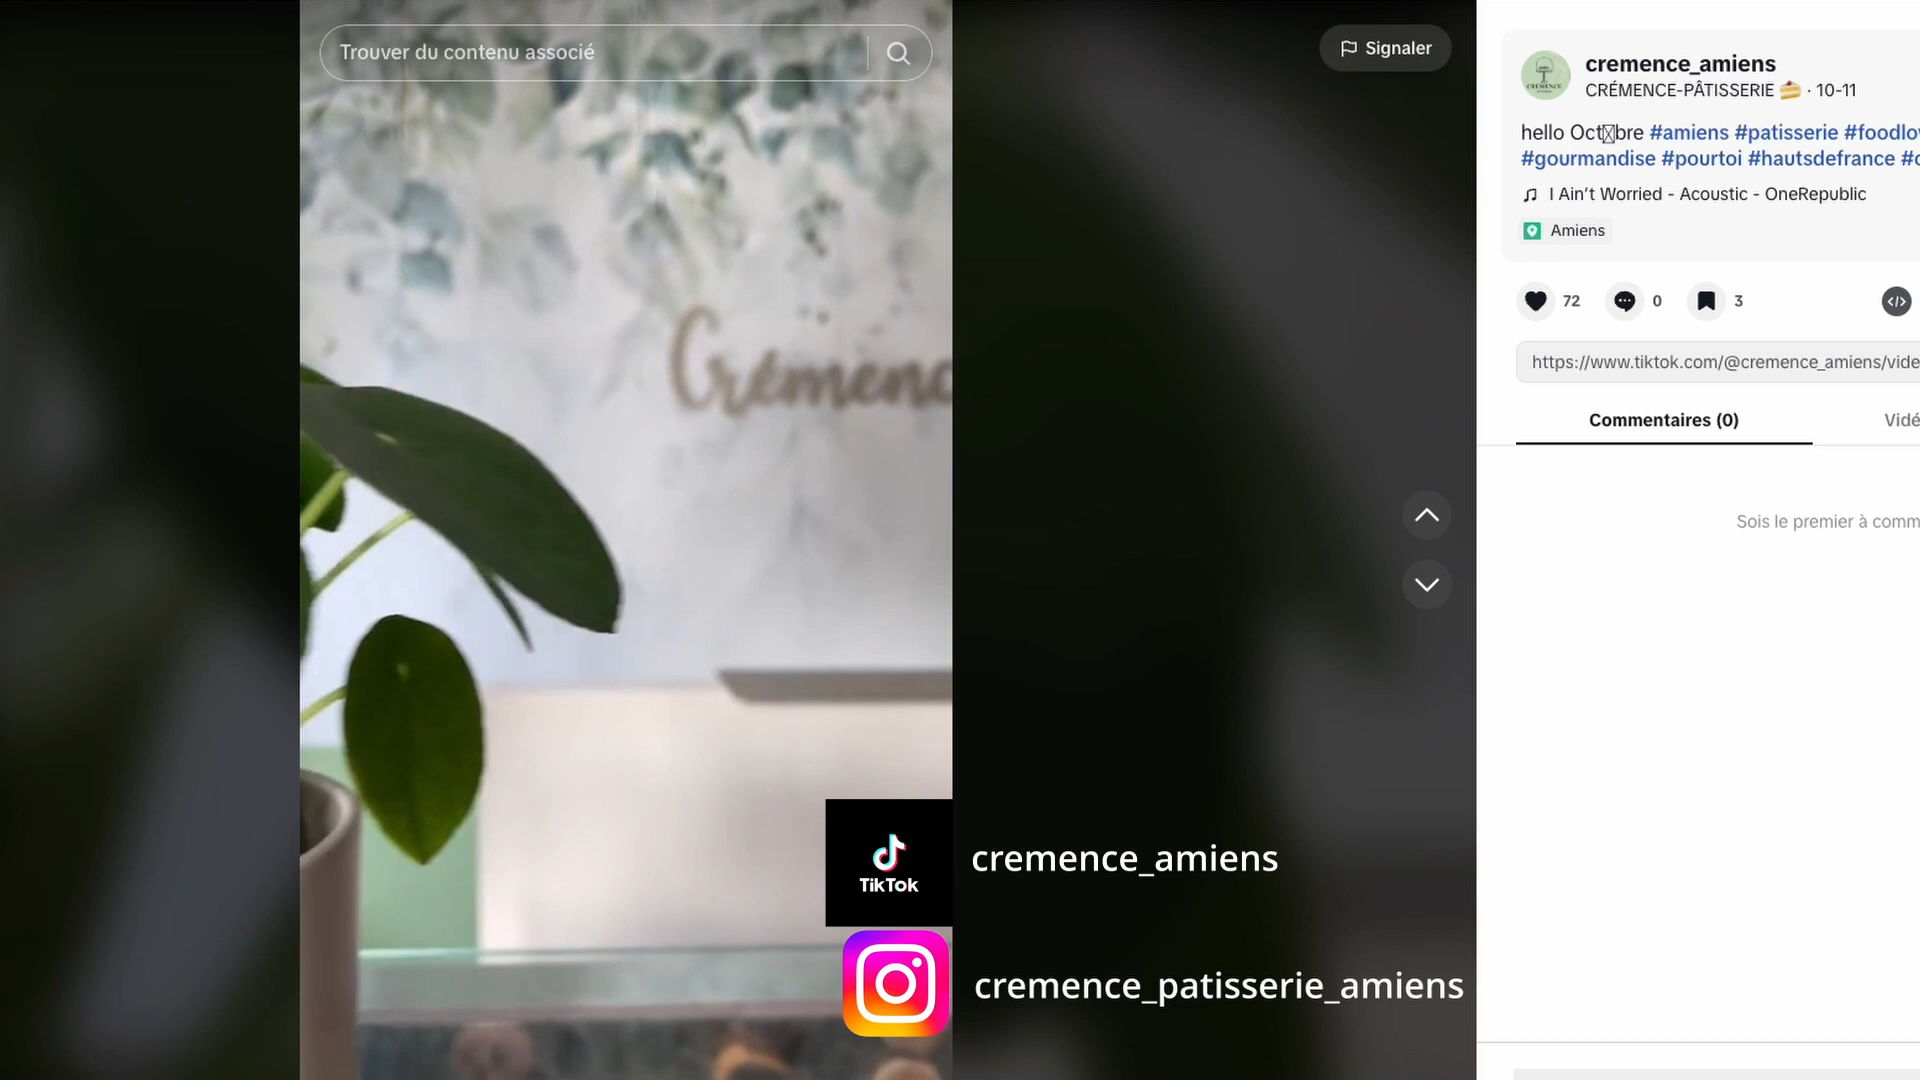 Trouver du contenu associé
Signaler
cremence_amiens
CRÉMENCE-PÂTISSERIE 🍰 · 10-11
hello Oct▯bre #amiens #patisserie #foodlo
#gourmandise #pourtoi #hautsdefrance #c
I Ain't Worried - Acoustic - OneRepublic
Amiens
72
0
3
https://www.tiktok.com/@cremence_amiens/vide
Commentaires (0)
Vidé
Sois le premier à comm
Crémenc
TikTok
cremence_amiens
cremence_patisserie_amiens